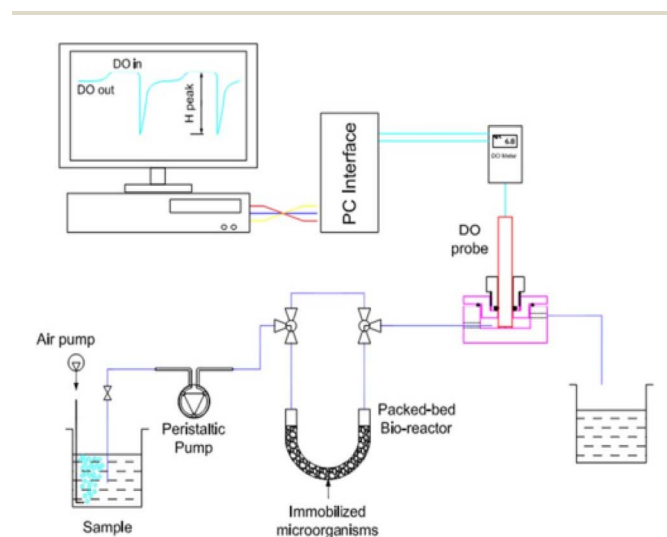 DO in
DO out
H peak
PC Interface
6.0
DO Meter
DO
probe
Air pump
Peristaltic
Pump
Packed-bed
Bio-reactor
Immobilized
microorganisms
Sample